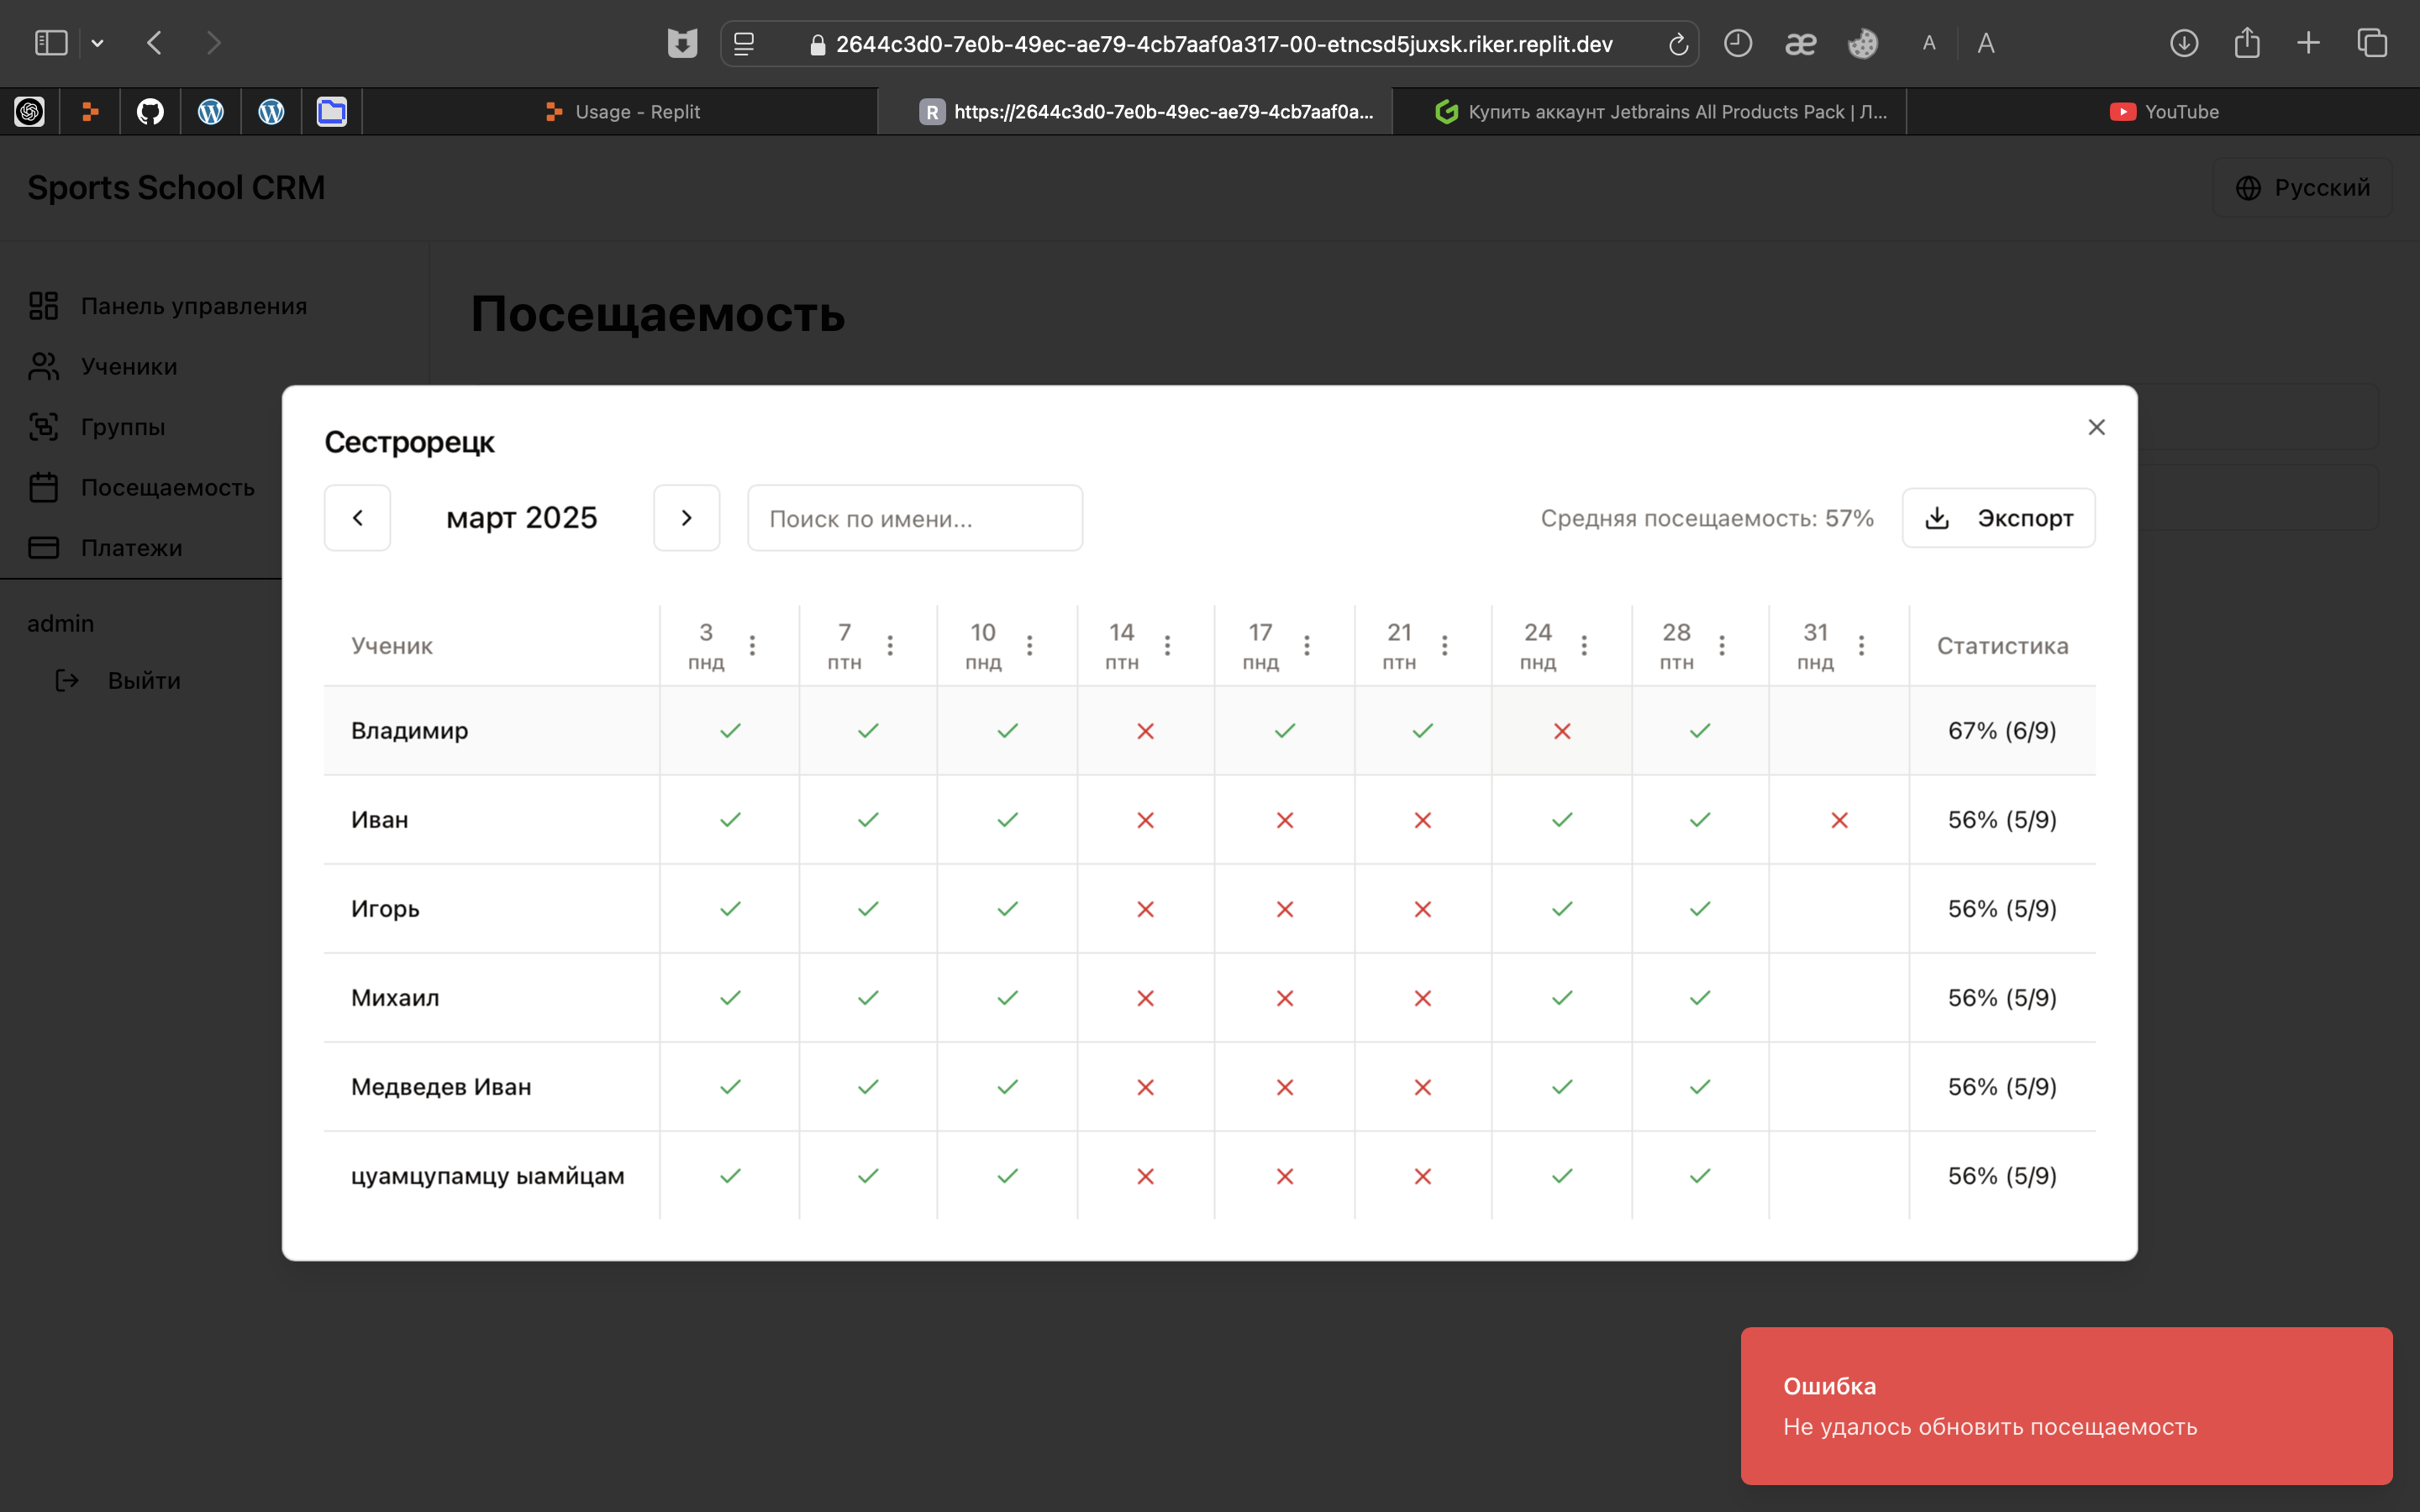 2644c3d0-7e0b-49ec-ae79-4cb7aaf0a317-00-etncsd5juxsk.riker.replit.dev
A A
Usage - Replit
R https://2644c3d0-7e0b-49ec-ae79-4cb7aaf0a...
Купить аккаунт Jetbrains All Products Pack | Л...
YouTube
Sports School CRM
Русский
Панель управления
Ученики
Группы
Посещаемость
Платежи
admin
Выйти
Посещаемость
Сестрорецк
март 2025
Поиск по имени...
Средняя посещаемость: 57%
Экспорт
Ученик 3 пнд 7 птн 10 пнд 14 птн 17 пнд 21 птн 24 пнд 28 птн 31 пнд Статистика
Владимир 67% (6/9)
Иван 56% (5/9)
Игорь 56% (5/9)
Михаил 56% (5/9)
Медведев Иван 56% (5/9)
цуамцупамцу ыамйцам 56% (5/9)
Ошибка
Не удалось обновить посещаемость